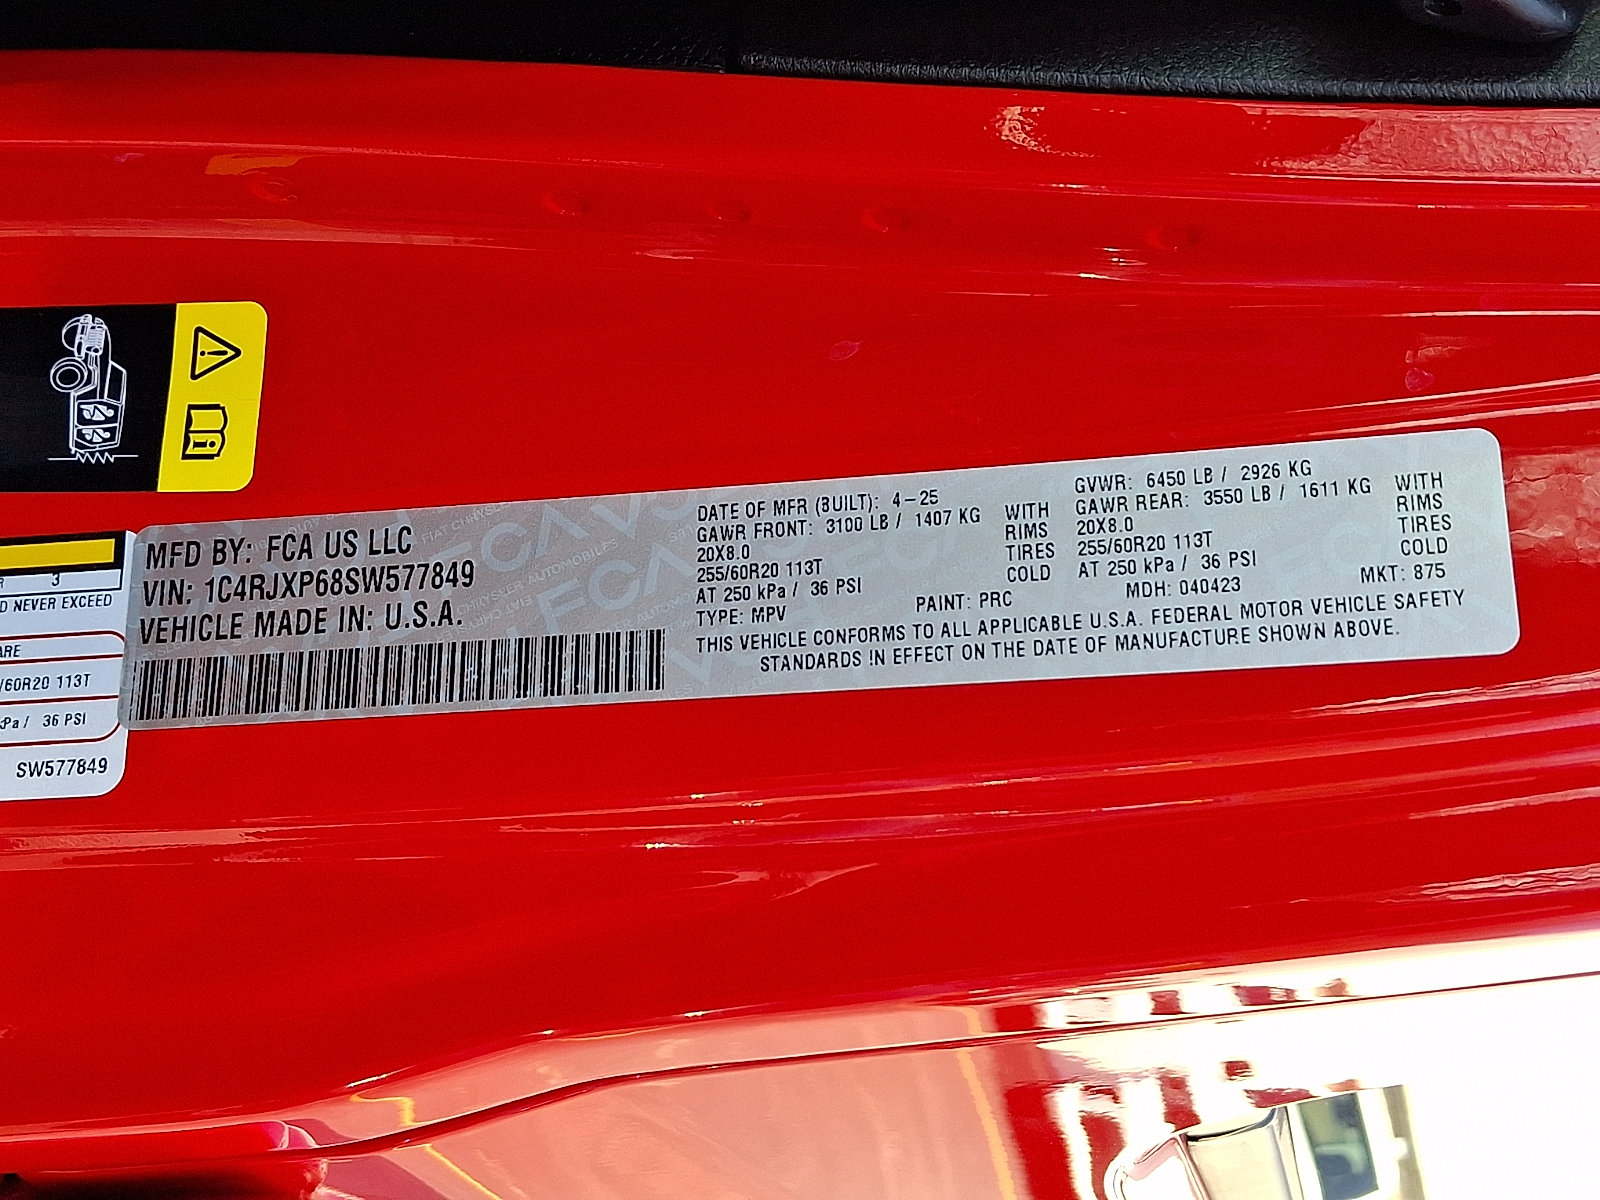 MFD BY: FCA US LLC
VIN: 1C4RJXP68SW577849
VEHICLE MADE IN: U.S.A.
DATE OF MFR (BUILT): 4-25
GAWR FRONT: 3100 LB / 1407 KG WITH
20X8.0 RIMS
255/60R20 113T TIRES
AT 250 kPa / 36 PSI COLD
TYPE: MPV PAINT: PRC
GVWR: 6450 LB / 2926 KG
GAWR REAR: 3550 LB / 1611 KG WITH
20X8.0 RIMS
255/60R20 113T TIRES
AT 250 kPa / 36 PSI COLD
MDH: 040423 MKT: 875
THIS VEHICLE CONFORMS TO ALL APPLICABLE U.S.A. FEDERAL MOTOR VEHICLE SAFETY
STANDARDS IN EFFECT ON THE DATE OF MANUFACTURE SHOWN ABOVE.
R 3
D NEVER EXCEED
ARE
/60R20 113T
kPa / 36 PSI
SW577849